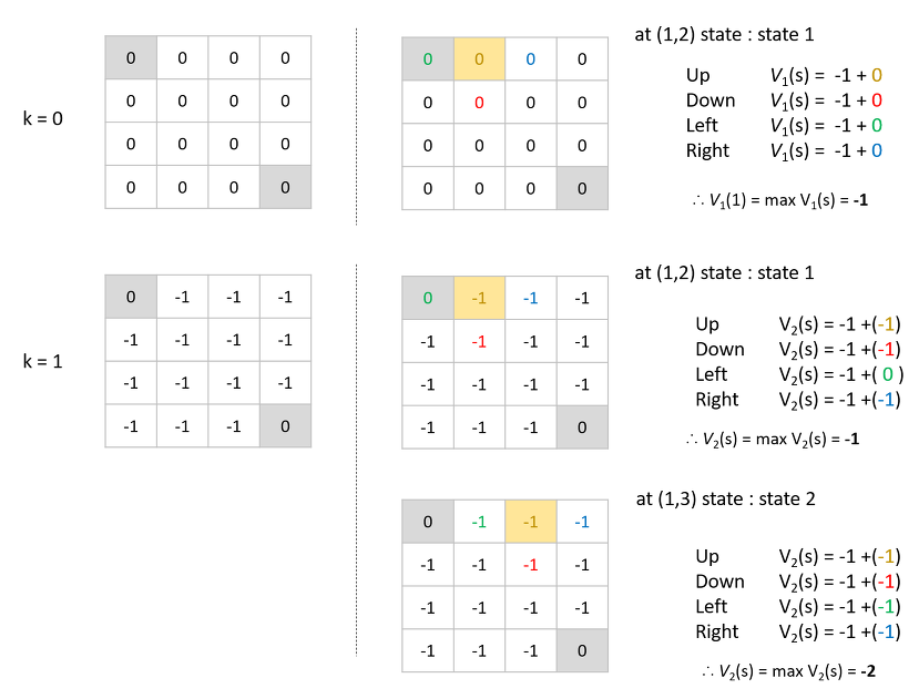 k = 0
0 0 0 0
0 0 0 0
0 0 0 0
0 0 0 0
0 0 0 0
0 0 0 0
0 0 0 0
0 0 0 0
at (1,2) state : state 1
Up V₁(s) = -1 + 0
Down V₁(s) = -1 + 0
Left V₁(s) = -1 + 0
Right V₁(s) = -1 + 0
∴ V₁(1) = max V₁(s) = -1
k = 1
0 -1 -1 -1
-1 -1 -1 -1
-1 -1 -1 -1
-1 -1 -1 0
0 -1 -1 -1
-1 -1 -1 -1
-1 -1 -1 -1
-1 -1 -1 0
at (1,2) state : state 1
Up V₂(s) = -1 +(-1)
Down V₂(s) = -1 +(-1)
Left V₂(s) = -1 +( 0 )
Right V₂(s) = -1 +(-1)
∴ V₂(s) = max V₂(s) = -1
0 -1 -1 -1
-1 -1 -1 -1
-1 -1 -1 -1
-1 -1 -1 0
at (1,3) state : state 2
Up V₂(s) = -1 +(-1)
Down V₂(s) = -1 +(-1)
Left V₂(s) = -1 +(-1)
Right V₂(s) = -1 +(-1)
∴ V₂(s) = max V₂(s) = -2